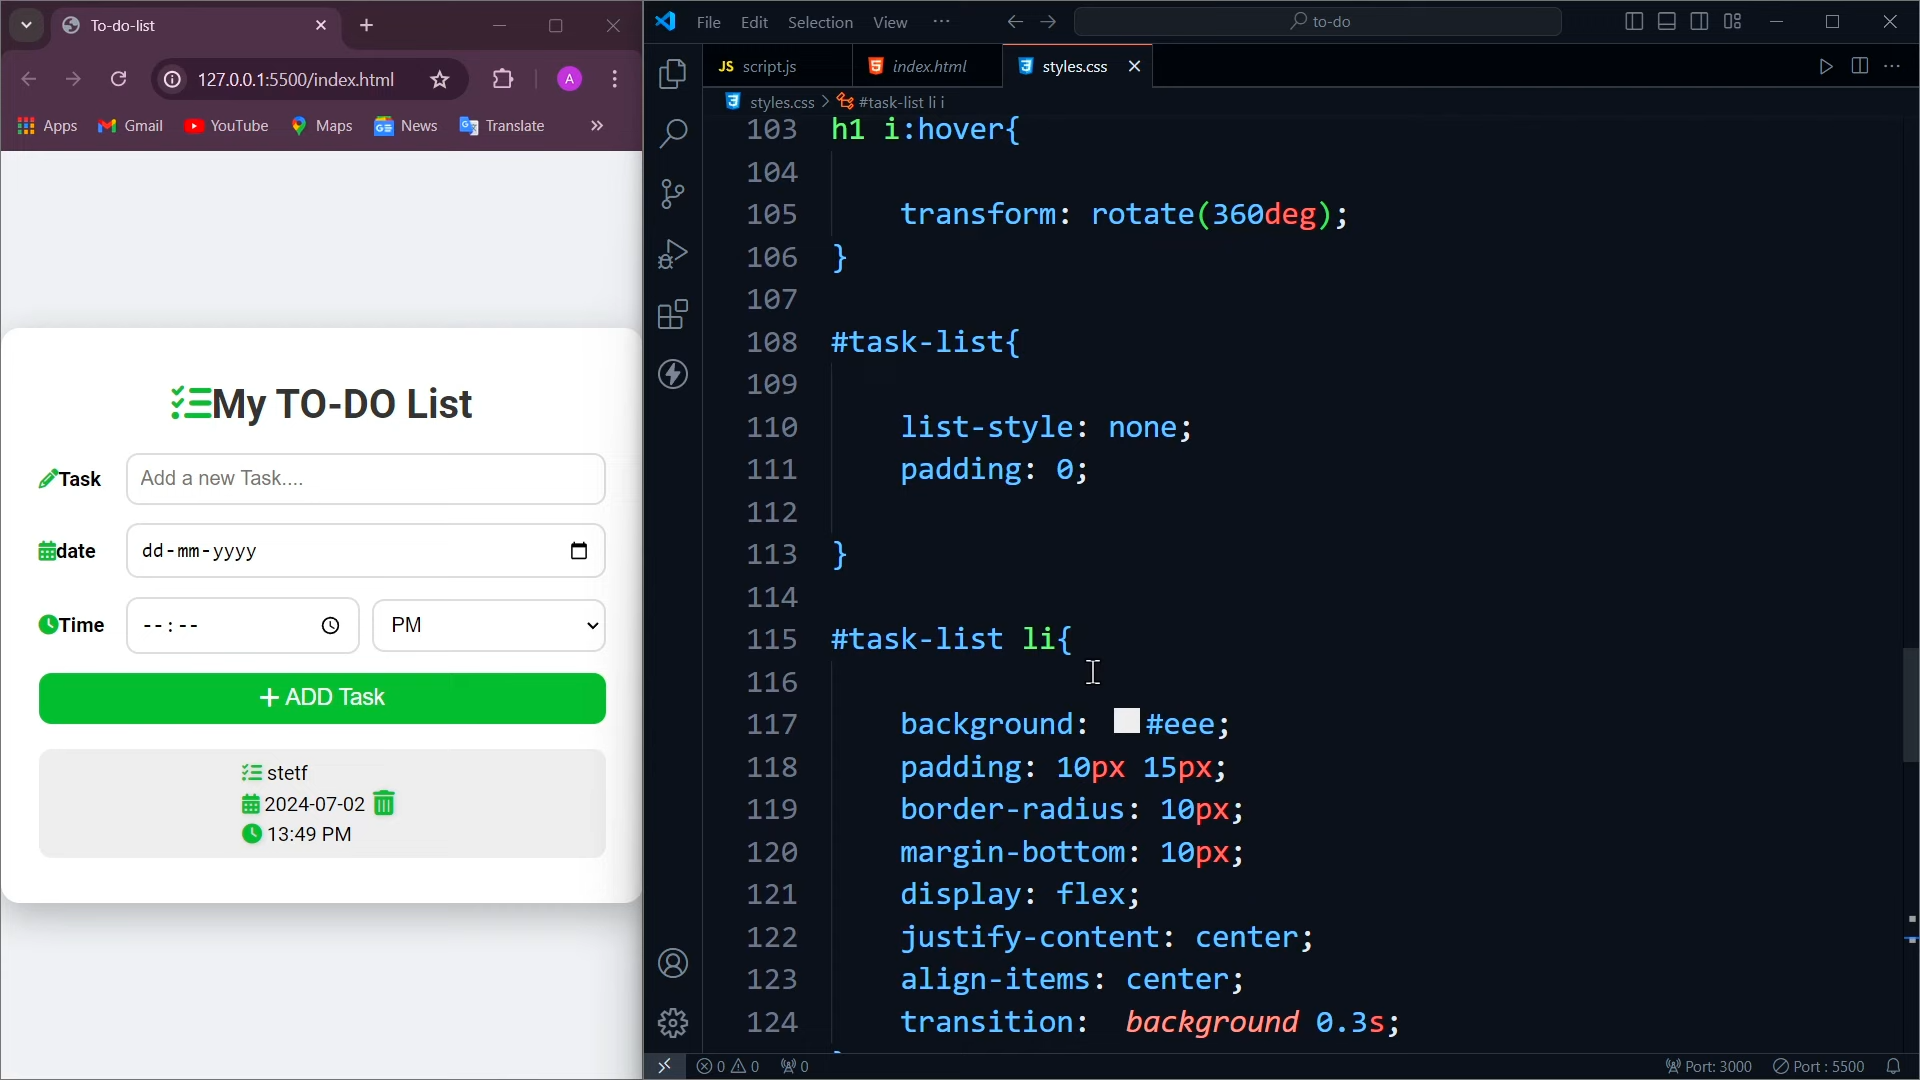 To-do-list
127.0.0.1:5500/index.html
A
Apps
Gmail
YouTube
Maps
News
Translate
My TO-DO List
Task
Add a new Task....
date
dd-mm-yyyy
Time
--:--
PM
ADD Task
stetf
2024-07-02
13:49 PM
File
Edit
Selection
View
to-do
JS script.js
index.html
styles.css
styles.css > #task-list li i
103 h1 i:hover{
104
105 transform: rotate(360deg);
106 }
107
108 #task-list{
109
110 list-style: none;
111 padding: 0;
112
113 }
114
115 #task-list li{
116
117 background: #eee;
118 padding: 10px 15px;
119 border-radius: 10px;
120 margin-bottom: 10px;
121 display: flex;
122 justify-content: center;
123 align-items: center;
124 transition: background 0.3s;
0 0
0
Port: 3000
Port : 5500